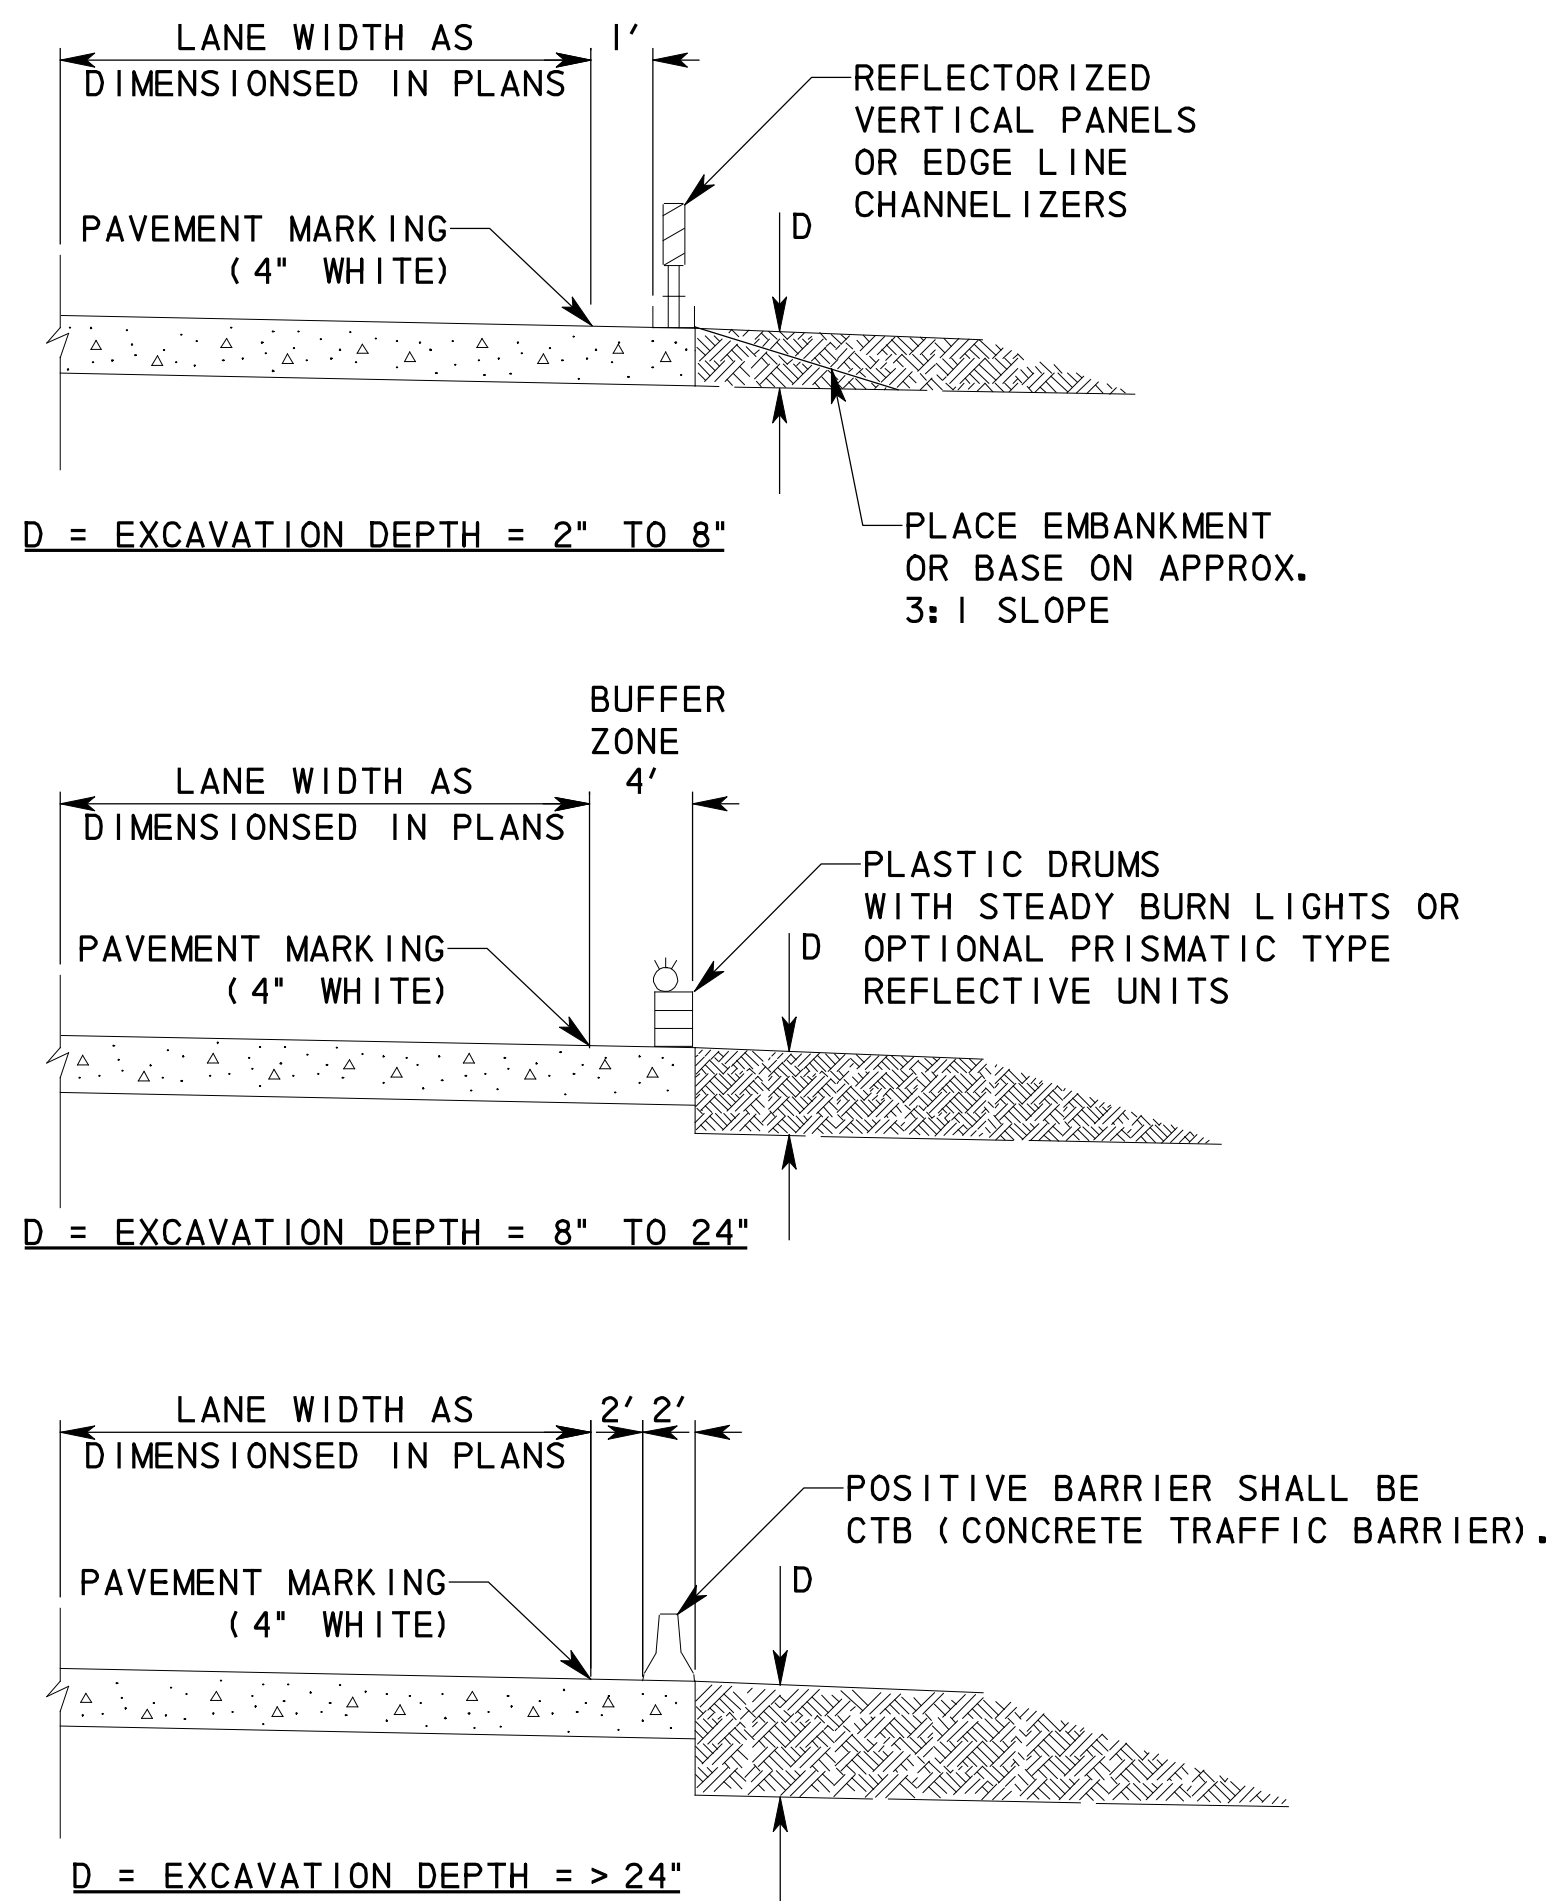 LANE WIDTH AS
DIMENSIONSED IN PLANS
1'
REFLECTORIZED
VERTICAL PANELS
OR EDGE LINE
CHANNELIZERS
PAVEMENT MARKING
(4" WHITE)
D
D = EXCAVATION DEPTH = 2" TO 8"
PLACE EMBANKMENT
OR BASE ON APPROX.
3:1 SLOPE
BUFFER
ZONE
4'
LANE WIDTH AS
DIMENSIONSED IN PLANS
PLASTIC DRUMS
WITH STEADY BURN LIGHTS OR
OPTIONAL PRISMATIC TYPE
REFLECTIVE UNITS
PAVEMENT MARKING
(4" WHITE)
D
D = EXCAVATION DEPTH = 8" TO 24"
LANE WIDTH AS
DIMENSIONSED IN PLANS
2' 2'
POSITIVE BARRIER SHALL BE
CTB (CONCRETE TRAFFIC BARRIER).
PAVEMENT MARKING
(4" WHITE)
D
D = EXCAVATION DEPTH = > 24"